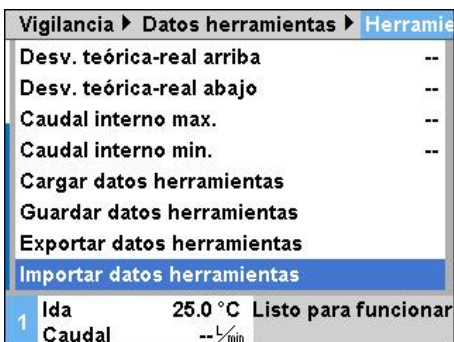 Vigilancia ▶ Datos herramientas ▶ Herramie
Desv. teórica-real arriba --
Desv. teórica-real abajo --
Caudal interno max. --
Caudal interno min. --
Cargar datos herramientas
Guardar datos herramientas
Exportar datos herramientas
Importar datos herramientas
1 Ida 25.0 °C Listo para funcionar
Caudal -- L/min